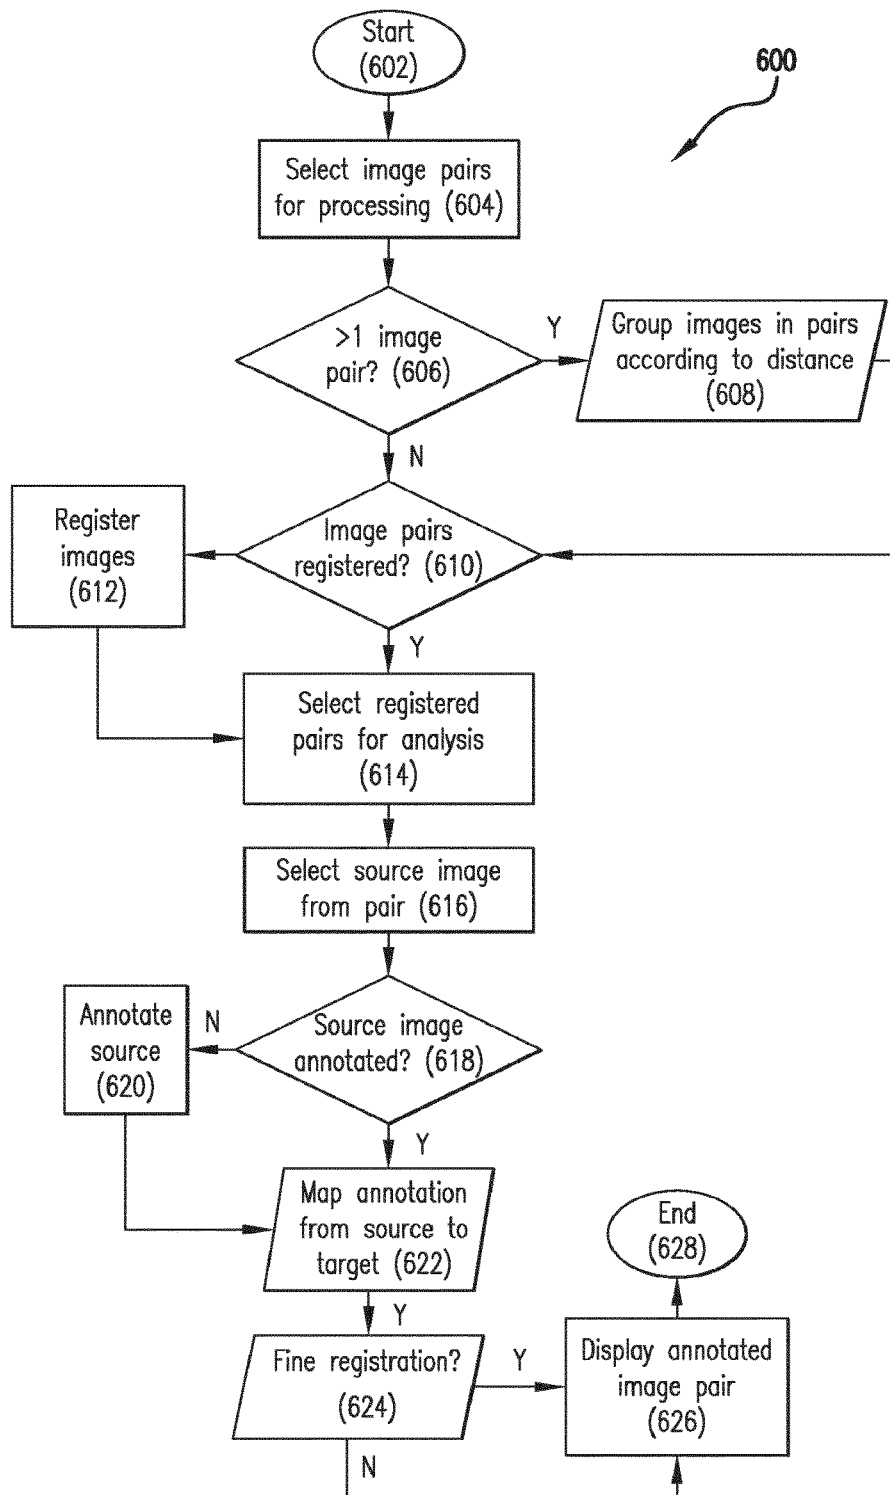 Start
(602)
600
Select image pairs
for processing (604)
>1 image
pair? (606)
Y
Group images in pairs
according to distance
(608)
N
Register
images
(612)
Image pairs
registered? (610)
Y
Select registered
pairs for analysis
(614)
Select source image
from pair (616)
Annotate
source
(620)
N
Source image
annotated? (618)
Y
Map annotation
from source to
target (622)
End
(628)
Y
Fine registration?
(624)
Y
Display annotated
image pair
(626)
N